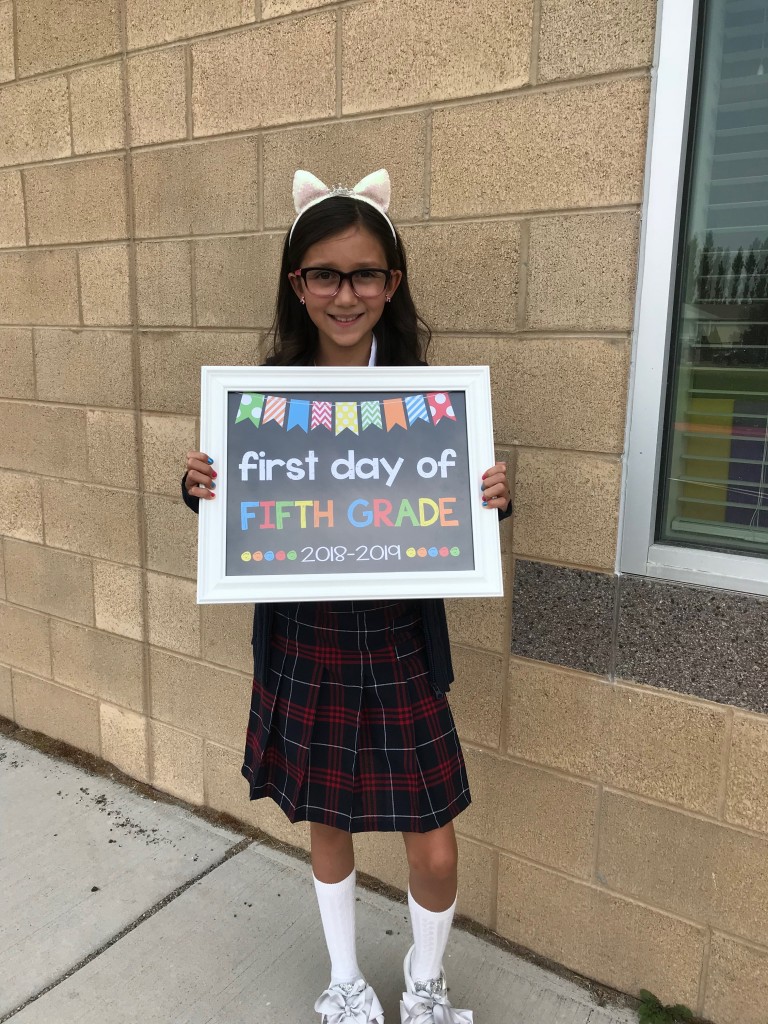 first day of
FIFTH GRADE
2018-2019